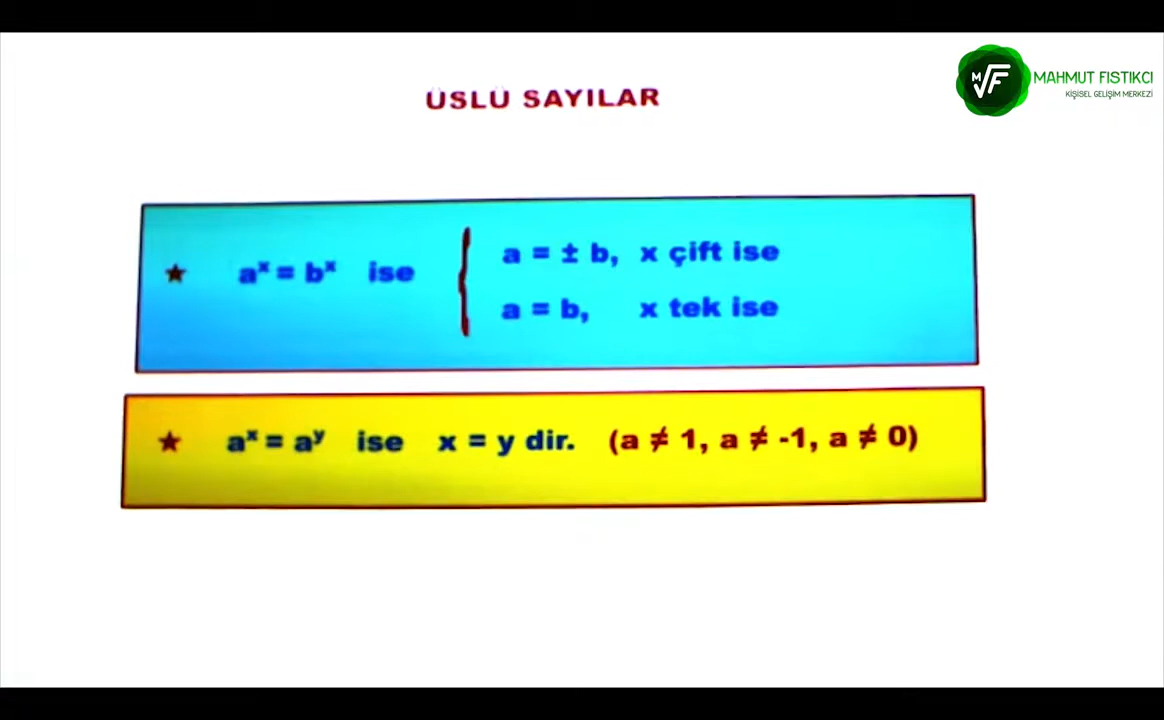 MAHMUT FISTIKCI
KİŞİSEL GELİŞİM MERKEZİ
ÜSLÜ SAYILAR
★ aˣ = bˣ ise { a = ± b, x çift ise
a = b, x tek ise
★ aˣ = aʸ ise x = y dir. (a ≠ 1, a ≠ -1, a ≠ 0)